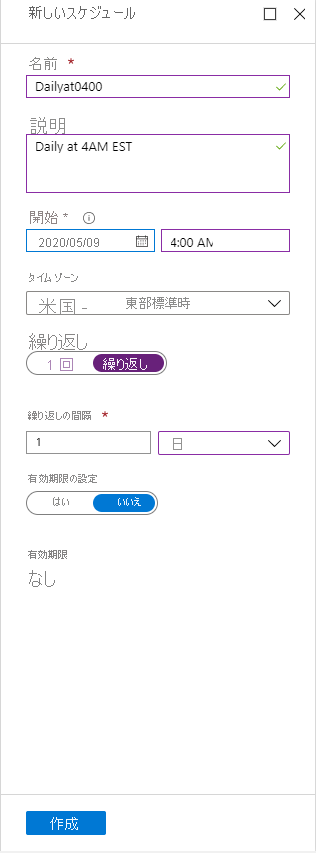 新しいスケジュール
名前 *
Dailyat0400
説明
Daily at 4AM EST
開始 *
2020/05/09 4:00 AM
タイム ゾーン
米国 - 東部標準時
繰り返し
1 回 繰り返し
繰り返しの間隔 *
1 日
有効期限の設定
はい いいえ
有効期限
なし
作成